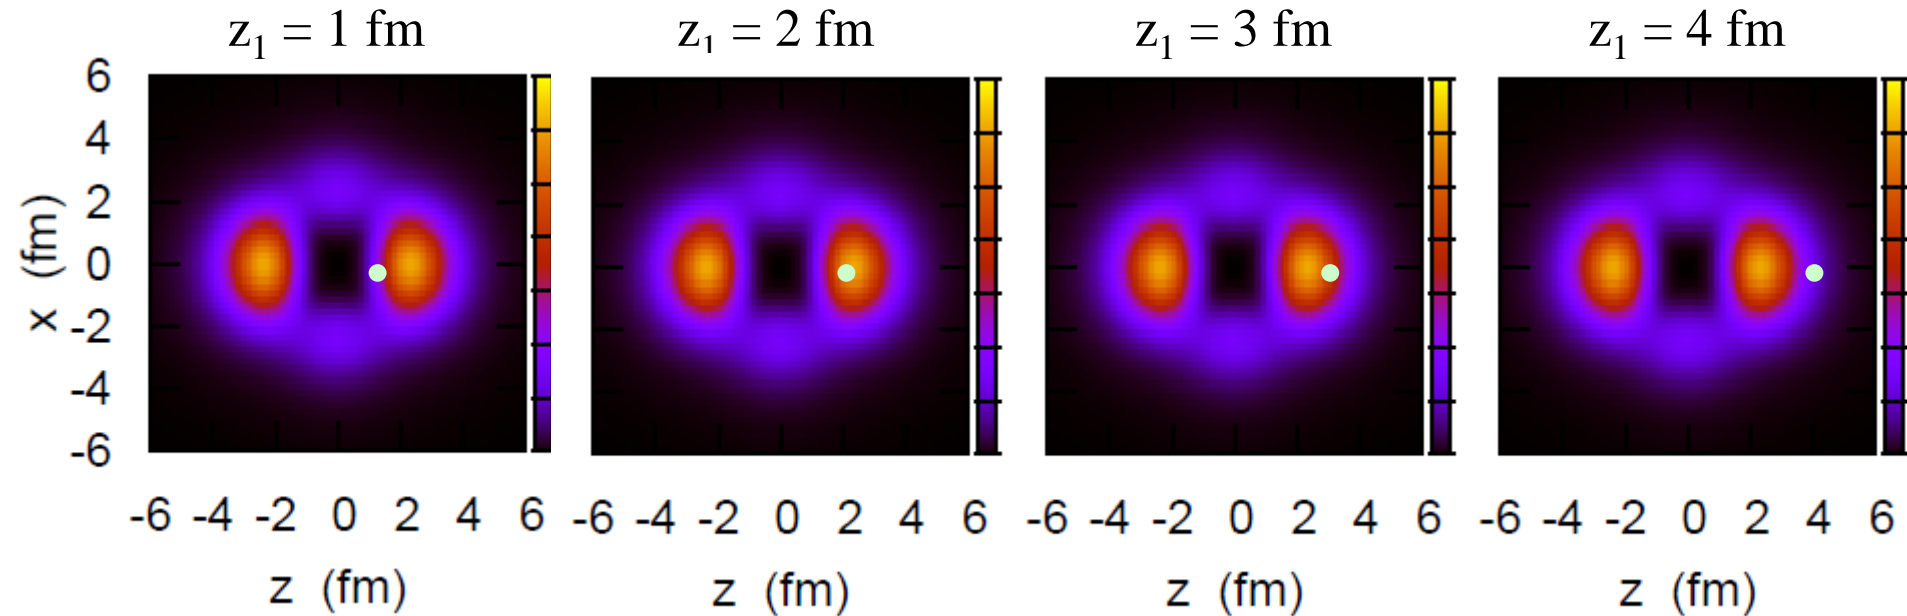 z₁ = 1 fm z₁ = 2 fm z₁ = 3 fm z₁ = 4 fm
6
4
2
0
-2
-4
-6
x (fm)
-6 -4 -2 0 2 4 6 -6 -4 -2 0 2 4 6 -6 -4 -2 0 2 4 6 -6 -4 -2 0 2 4 6
z (fm) z (fm) z (fm) z (fm)